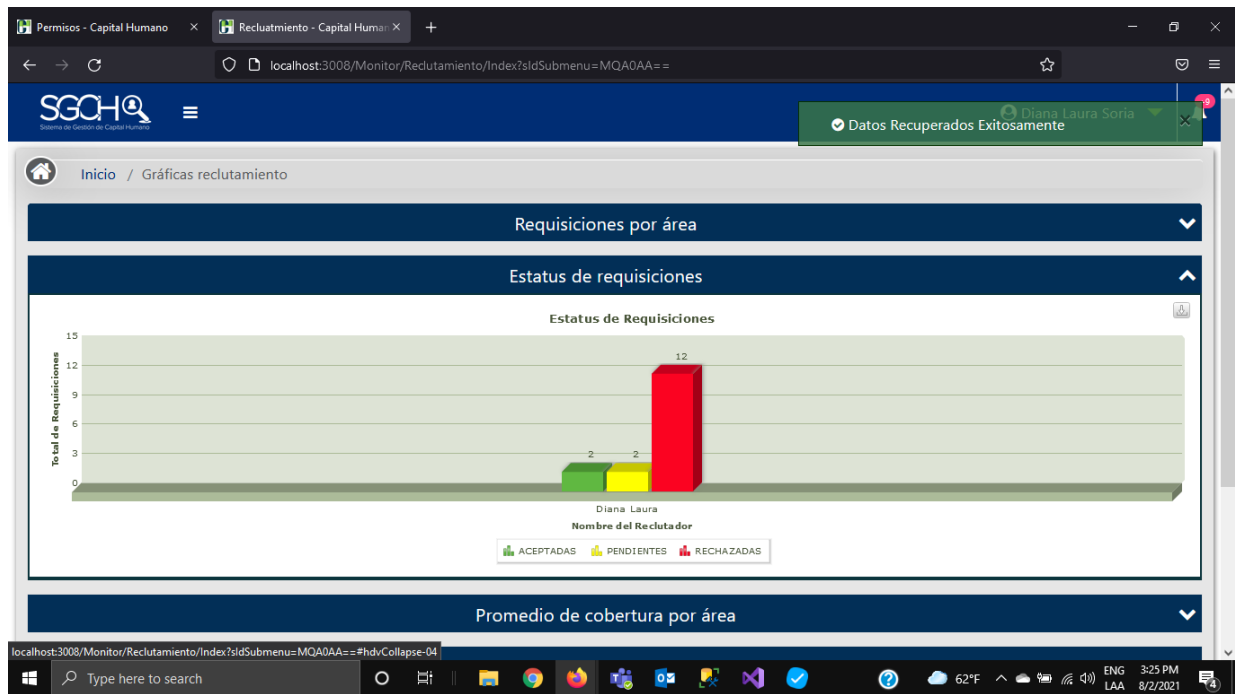 Permisos - Capital Humano
Recluatmiento - Capital Human
localhost:3008/Monitor/Reclutamiento/Index?sIdSubmenu=MQA0AA==
SGCH
Sistema de Gestión de Capital Humano
Diana Laura Soria
+9
Datos Recuperados Exitosamente
Inicio / Gráficas reclutamiento
Requisiciones por área
Estatus de requisiciones
Estatus de Requisiciones
Total de Requisiciones
15
12
9
6
3
0
2
2
12
Diana Laura
Nombre del Reclutador
ACEPTADAS PENDIENTES RECHAZADAS
Promedio de cobertura por área
localhost:3008/Monitor/Reclutamiento/Index?sIdSubmenu=MQA0AA==#hdvCollapse-04
Type here to search
62°F
ENG
LAA
3:25 PM
8/2/2021
4